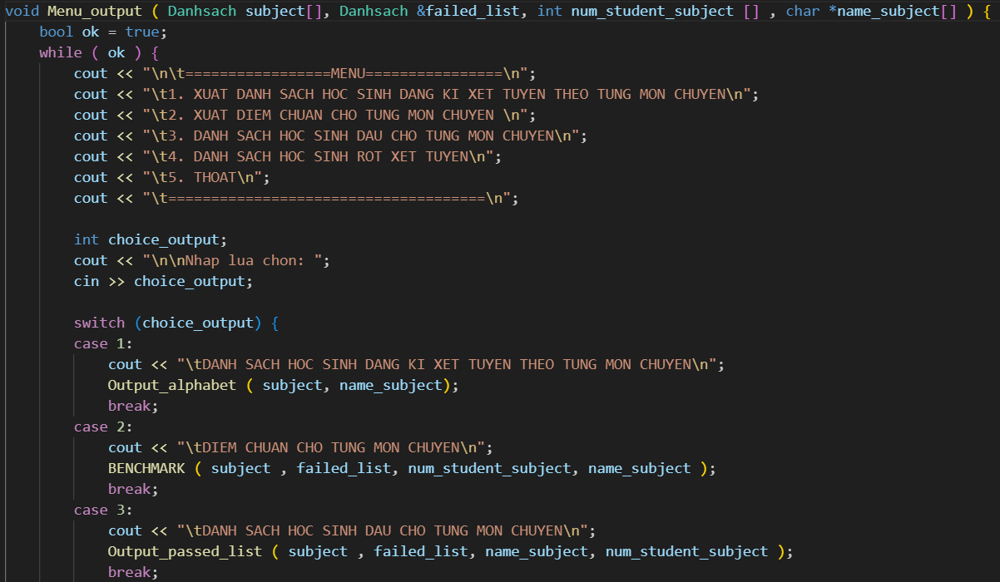 void Menu_output ( Danhsach subject[], Danhsach &failed_list, int num_student_subject [] , char *name_subject[] ) {
    bool ok = true;
    while ( ok ) {
        cout << "\n\t=================MENU================\n";
        cout << "\t1. XUAT DANH SACH HOC SINH DANG KI XET TUYEN THEO TUNG MON CHUYEN\n";
        cout << "\t2. XUAT DIEM CHUAN CHO TUNG MON CHUYEN \n";
        cout << "\t3. DANH SACH HOC SINH DAU CHO TUNG MON CHUYEN\n";
        cout << "\t4. DANH SACH HOC SINH ROT XET TUYEN\n";
        cout << "\t5. THOAT\n";
        cout << "\t=====================================\n";

        int choice_output;
        cout << "\n\nNhap lua chon: ";
        cin >> choice_output;

        switch (choice_output) {
        case 1:
            cout << "\tDANH SACH HOC SINH DANG KI XET TUYEN THEO TUNG MON CHUYEN\n";
            Output_alphabet ( subject, name_subject);
            break;
        case 2:
            cout << "\tDIEM CHUAN CHO TUNG MON CHUYEN\n";
            BENCHMARK ( subject , failed_list, num_student_subject, name_subject );
            break;
        case 3:
            cout << "\tDANH SACH HOC SINH DAU CHO TUNG MON CHUYEN\n";
            Output_passed_list ( subject , failed_list, name_subject, num_student_subject );
            break;